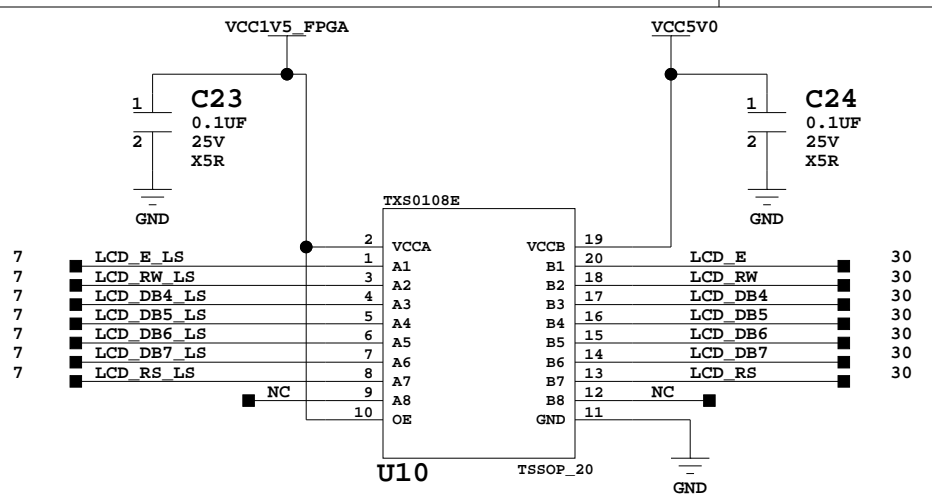 VCC1V5_FPGA
VCC5V0
1 C23
0.1UF
2 25V
X5R
GND
1 C24
0.1UF
2 25V
X5R
GND
TXS0108E
2 VCCA VCCB 19
7 LCD_E_LS 1 A1 B1 20 LCD_E 30
7 LCD_RW_LS 3 A2 B2 18 LCD_RW 30
7 LCD_DB4_LS 4 A3 B3 17 LCD_DB4 30
7 LCD_DB5_LS 5 A4 B4 16 LCD_DB5 30
7 LCD_DB6_LS 6 A5 B5 15 LCD_DB6 30
7 LCD_DB7_LS 7 A6 B6 14 LCD_DB7 30
7 LCD_RS_LS 8 A7 B7 13 LCD_RS 30
NC 9 A8 B8 12 NC
10 OE GND 11
U10 TSSOP_20
GND